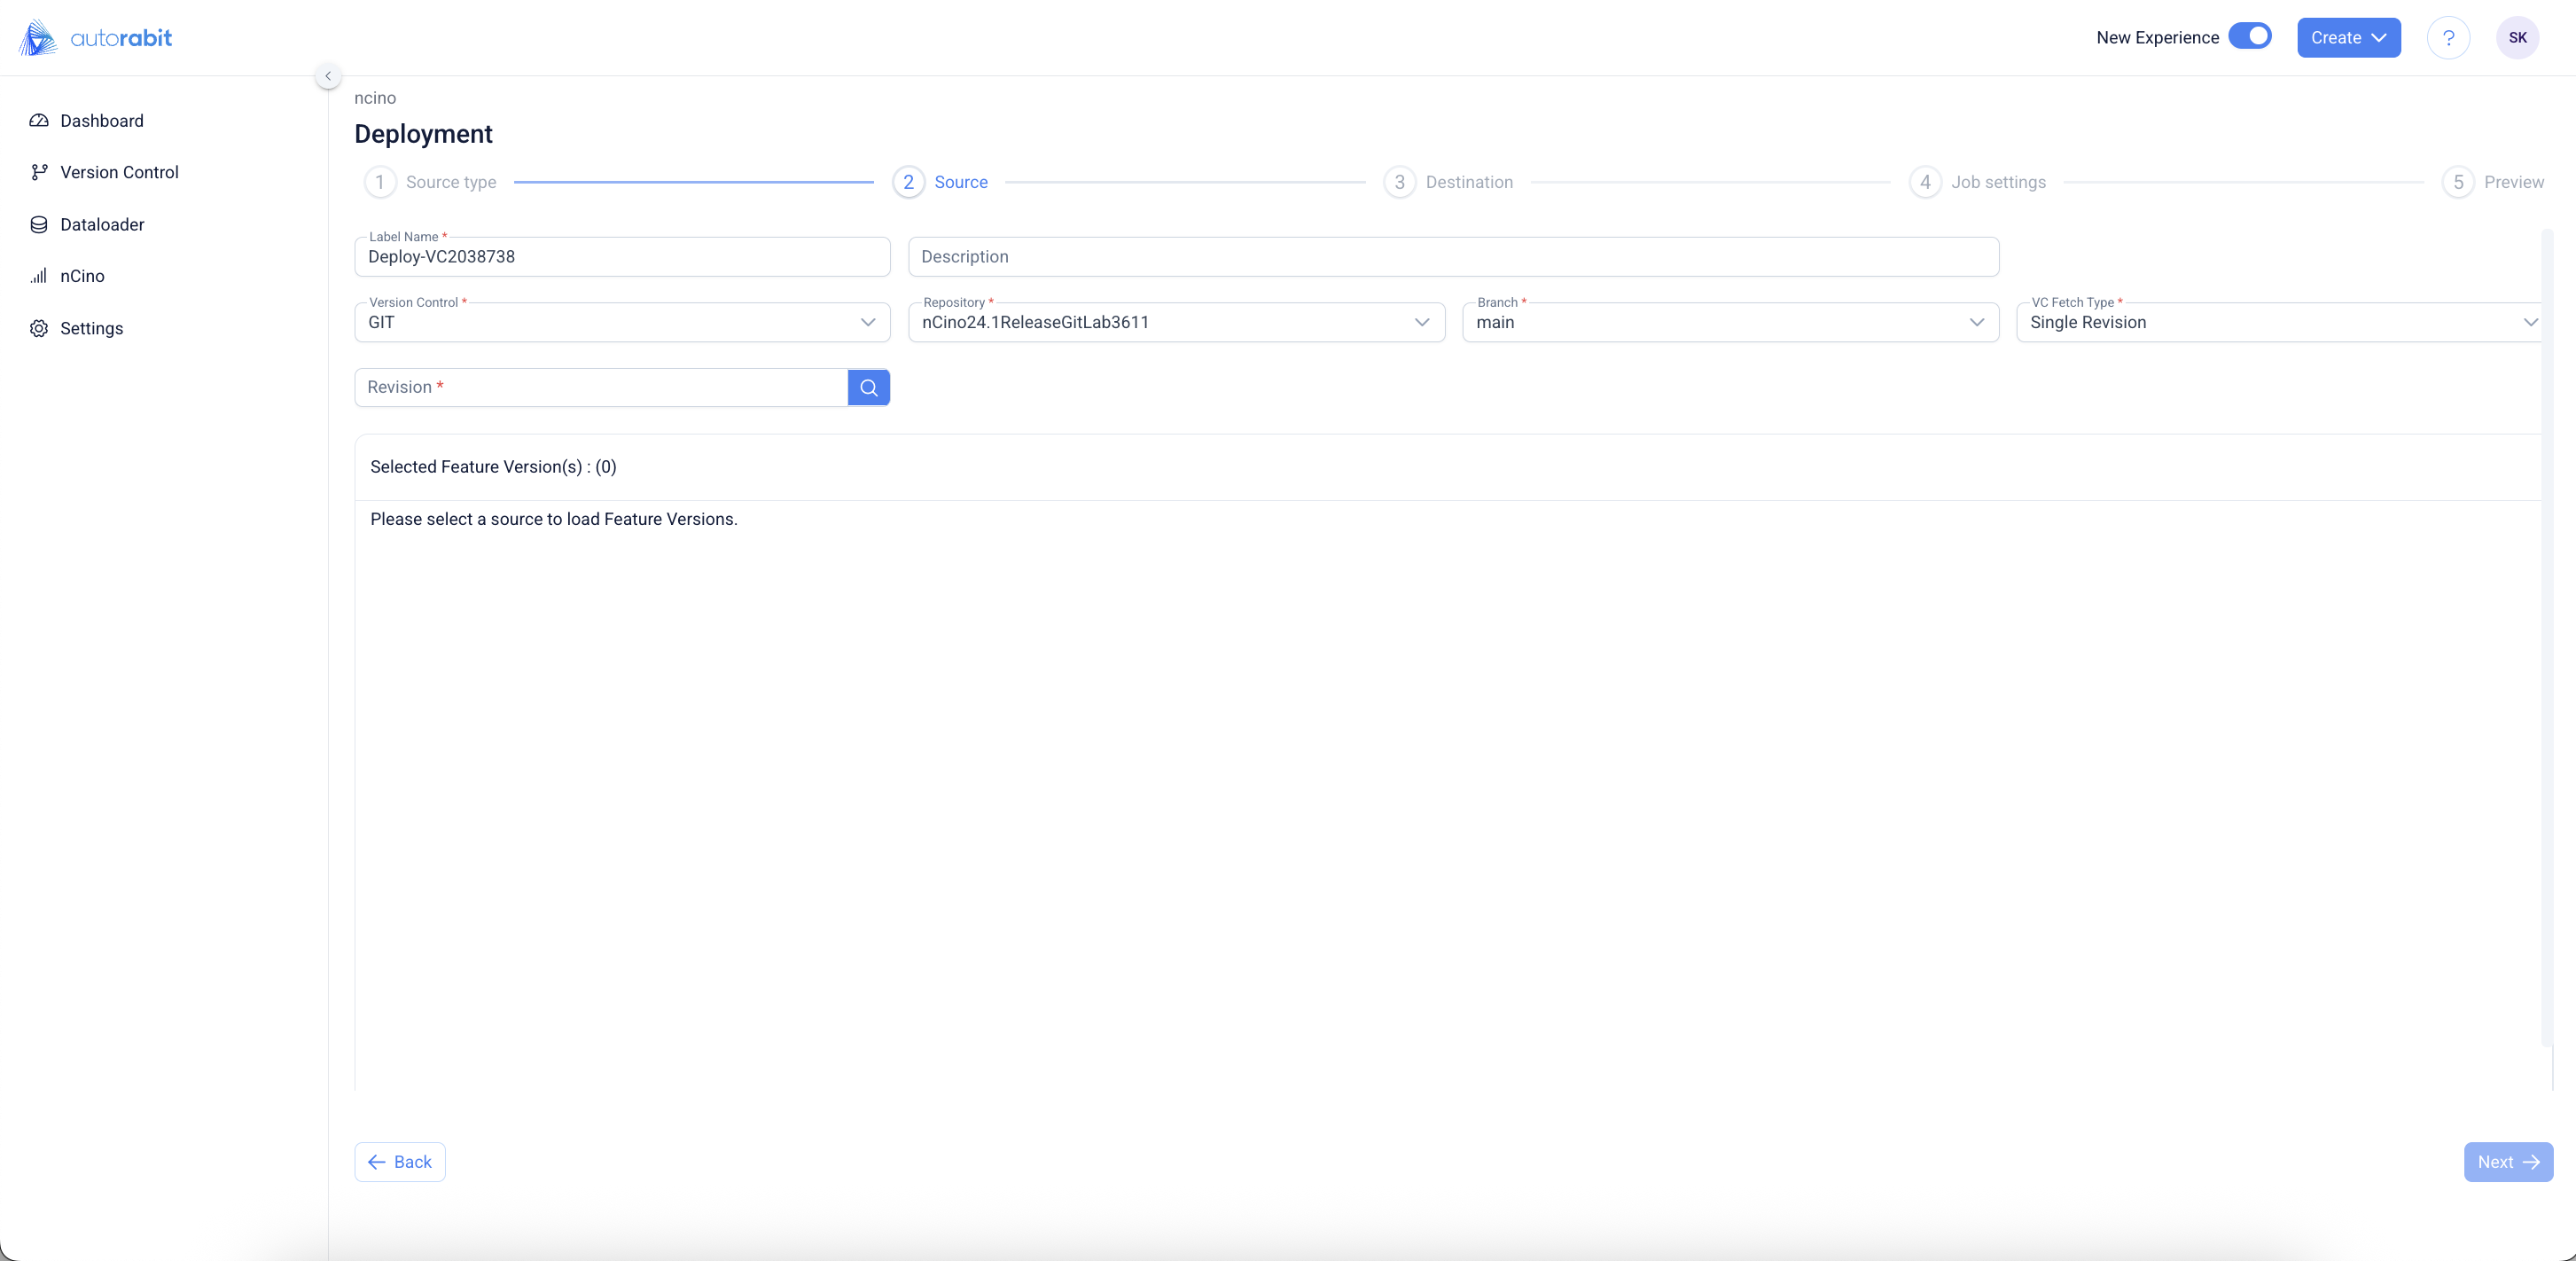 autorabit
New Experience
Create
?
SK
Dashboard
Version Control
Dataloader
nCino
Settings
ncino
Deployment
1 Source type
2 Source
3 Destination
4 Job settings
5 Preview
Label Name *
Deploy-VC2038738
Description
Version Control *
GIT
Repository *
nCino24.1ReleaseGitLab3611
Branch *
main
VC Fetch Type *
Single Revision
Revision *
Selected Feature Version(s) : (0)
Please select a source to load Feature Versions.
Back
Next